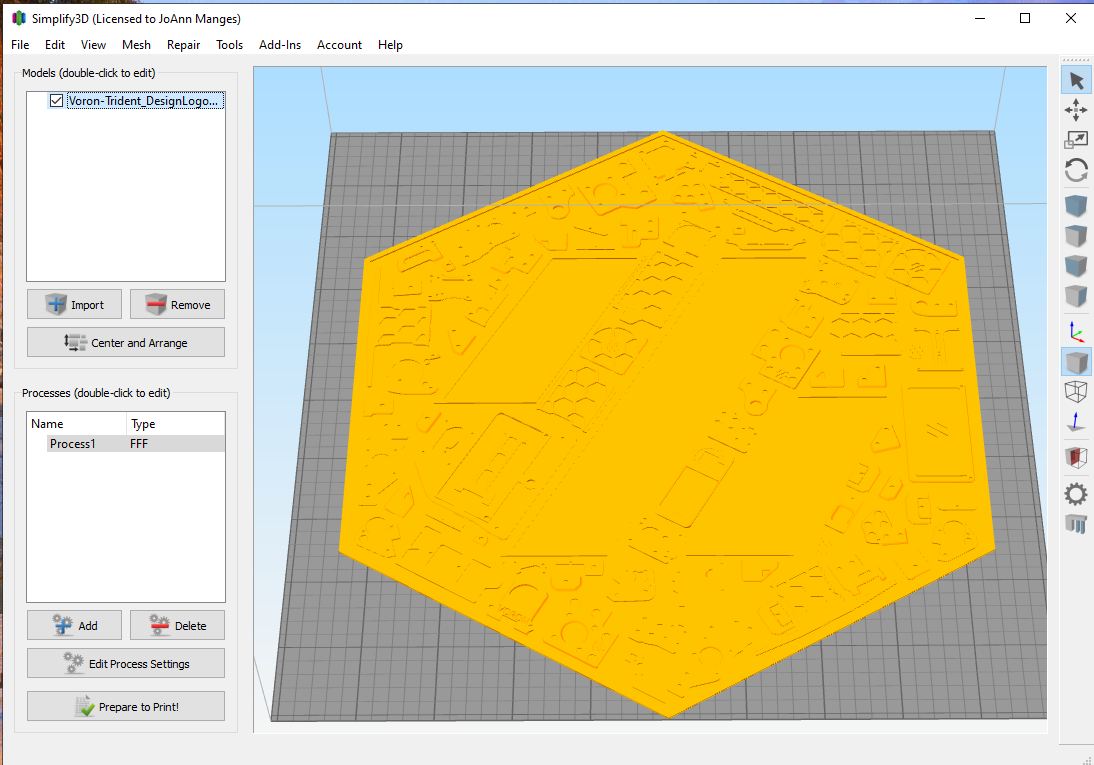 Simplify3D (Licensed to JoAnn Manges)
File Edit View Mesh Repair Tools Add-Ins Account Help
Models (double-click to edit)
Voron-Trident_DesignLogo...
Import Remove
Center and Arrange
Processes (double-click to edit)
Name Type
Process1 FFF
Add Delete
Edit Process Settings
Prepare to Print!